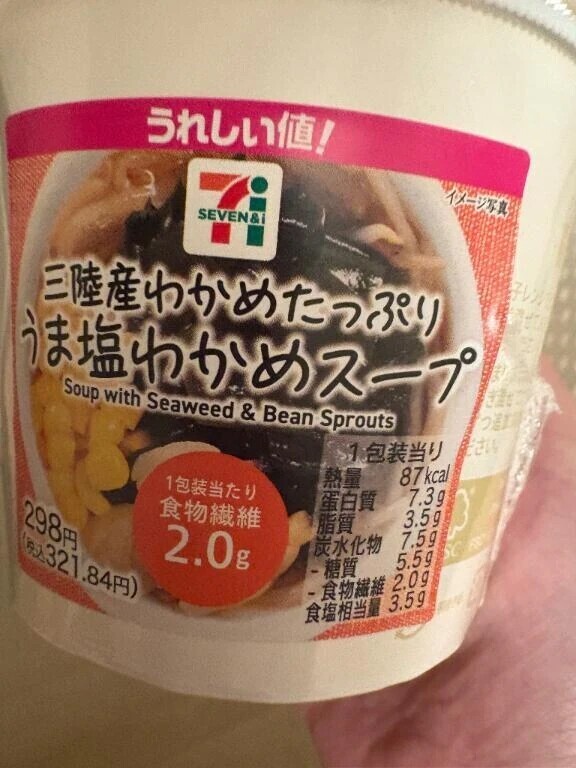 うれしい値!
SEVEN&i
イメージ写真
三陸産わかめたっぷり
うま塩わかめスープ
Soup with Seaweed & Bean Sprouts
1包装当たり
食物繊維
2.0g
298円
(税込321.84円)
1包装当り
熱量 87kcal
蛋白質 7.3g
脂質 3.5g
炭水化物 7.5g
- 糖質 5.5g
- 食物繊維 2.0g
食塩相当量 3.5g